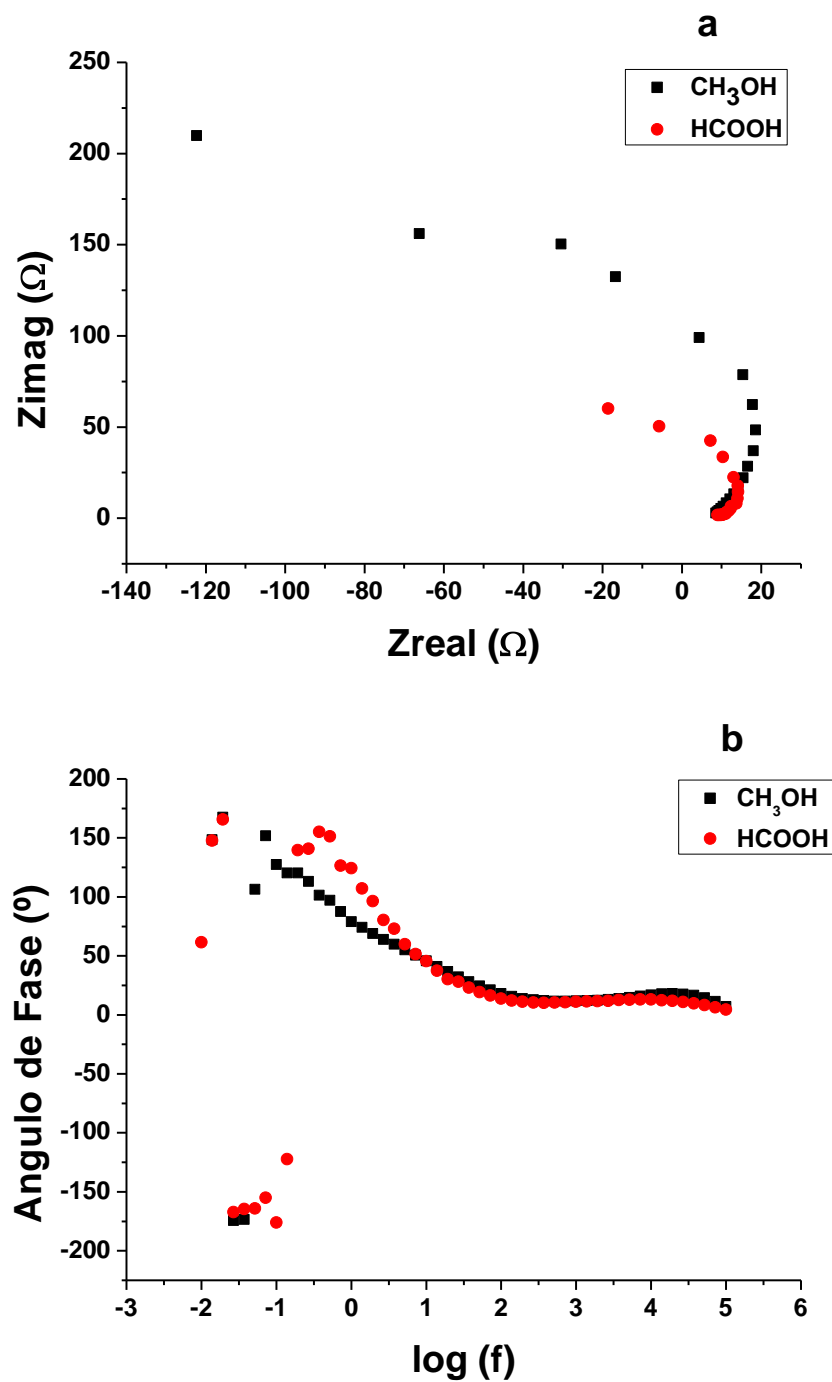 a
250
200
150
100
50
0
-140 -120 -100 -80 -60 -40 -20 0 20
Zimag (Ω)
Zreal (Ω)
CH₃OH
HCOOH
b
200
150
100
50
0
-50
-100
-150
-200
-3 -2 -1 0 1 2 3 4 5 6
Angulo de Fase (º)
log (f)
CH₃OH
HCOOH